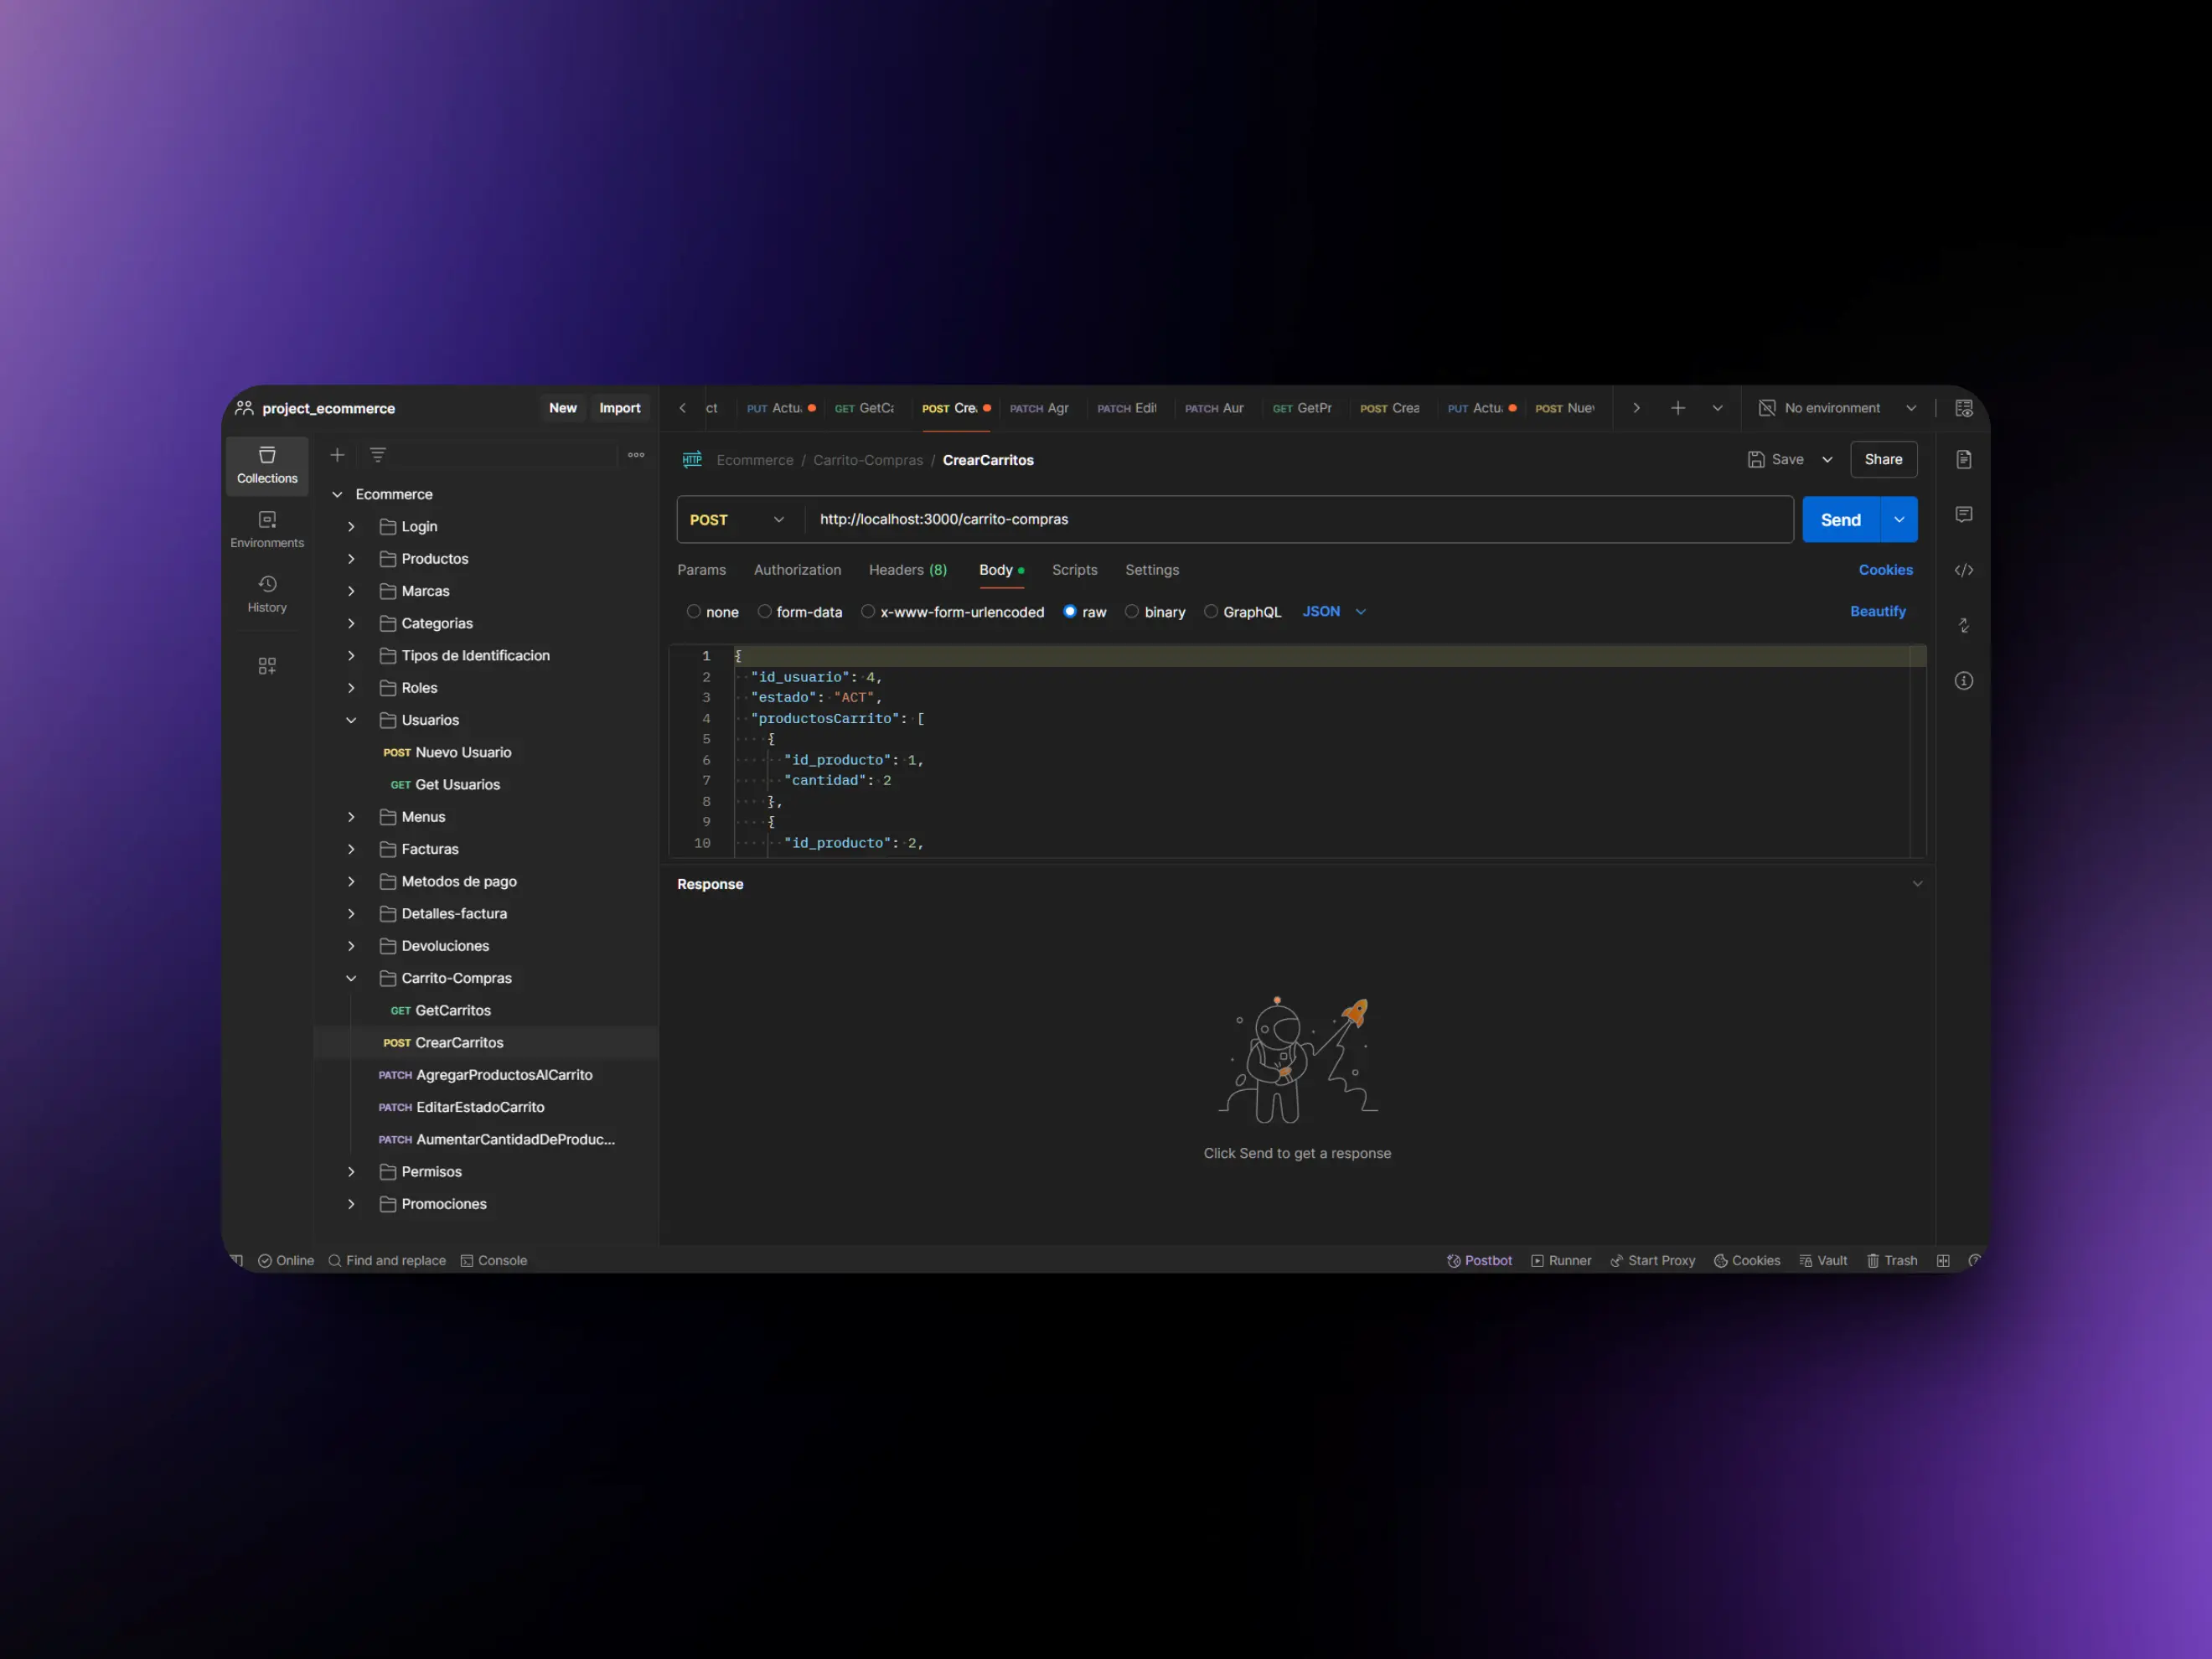 project_ecommerce
New
Import
ct
PUT Actu
GET GetC
POST Cre
PATCH Agr
PATCH Edit
PATCH Aur
GET GetPr
POST Crea
PUT Actu
POST Nue
No environment
Collections
Environments
History
Ecommerce
Login
Productos
Marcas
Categorias
Tipos de Identificacion
Roles
Usuarios
POST Nuevo Usuario
GET Get Usuarios
Menus
Facturas
Metodos de pago
Detalles-factura
Devoluciones
Carrito-Compras
GET GetCarritos
POST CrearCarritos
PATCH AgregarProductosAlCarrito
PATCH EditarEstadoCarrito
PATCH AumentarCantidadDeProduc...
Permisos
Promociones
HTTP Ecommerce / Carrito-Compras / CrearCarritos
Save
Share
POST
http://localhost:3000/carrito-compras
Send
Params
Authorization
Headers (8)
Body
Scripts
Settings
Cookies
none
form-data
x-www-form-urlencoded
raw
binary
GraphQL
JSON
Beautify
1 {
2 "id_usuario": 4,
3 "estado": "ACT",
4 "productosCarrito": [
5 {
6 "id_producto": 1,
7 "cantidad": 2
8 },
9 {
10 "id_producto": 2,
Response
Click Send to get a response
Online
Find and replace
Console
Postbot
Runner
Start Proxy
Cookies
Vault
Trash